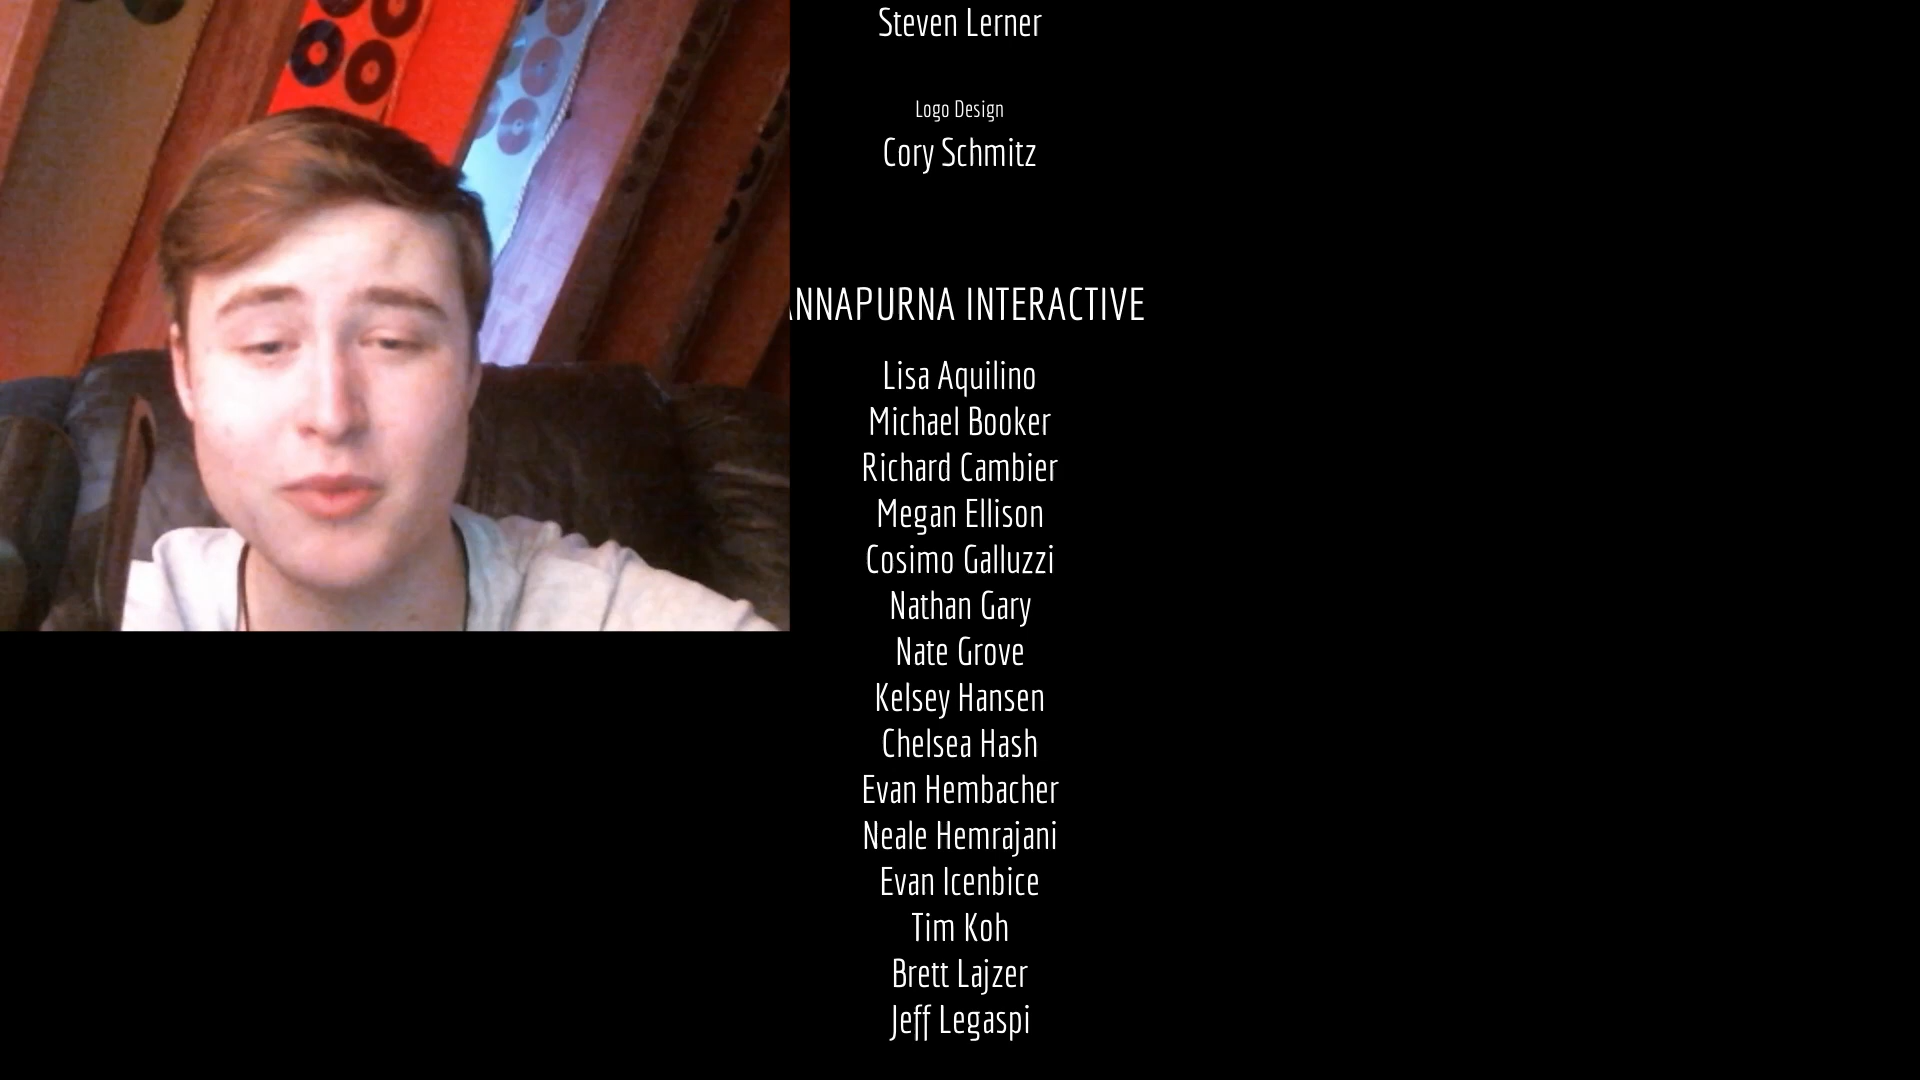 Steven Lerner
Logo Design
Cory Schmitz
ANNAPURNA INTERACTIVE
Lisa Aquilino
Michael Booker
Richard Cambier
Megan Ellison
Cosimo Galluzzi
Nathan Gary
Nate Grove
Kelsey Hansen
Chelsea Hash
Evan Hembacher
Neale Hemrajani
Evan Icenbice
Tim Koh
Brett Lajzer
Jeff Legaspi